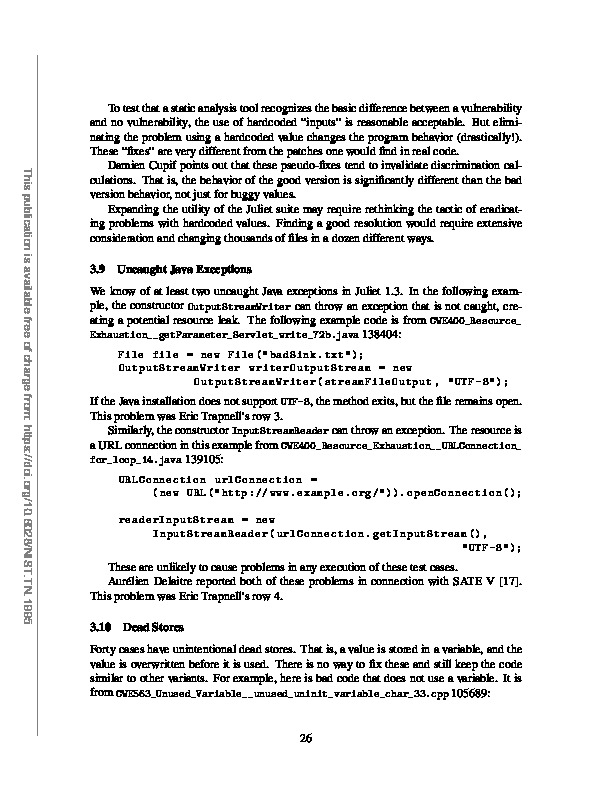 To test that a static analysis tool recognizes the basic difference between a vulnerability
and no vulnerability, the use of hardcoded "inputs" is reasonable acceptable. But elimi-
nating the problem using a hardcoded value changes the program behavior (drastically!).
These "fixes" are very different from the patches one would find in real code.
Damien Cupif points out that these pseudo-fixes tend to invalidate discrimination cal-
culations. That is, the behavior of the good version is significantly different than the bad
version behavior, not just for buggy values.
Expanding the utility of the Juliet suite may require rethinking the tactic of eradicat-
ing problems with hardcoded values. Finding a good resolution would require extensive
consideration and changing thousands of files in a dozen different ways.
3.9 Uncaught Java Exceptions
We know of at least two uncaught Java exceptions in Juliet 1.3. In the following exam-
ple, the constructor OutputStreamWriter can throw an exception that is not caught, cre-
ating a potential resource leak. The following example code is from CWE400_Resource_
Exhaustion__getParameter_Servlet_write_72b.java 138404:
File file = new File("badSink.txt");
OutputStreamWriter writerOutputStream = new
OutputStreamWriter(streamFileOutput, "UTF-8");
If the Java installation does not support UTF-8, the method exits, but the file remains open.
This problem was Eric Trapnell's row 3.
Similarly, the constructor InputStreamReader can throw an exception. The resource is
a URL connection in this example from CWE400_Resource_Exhaustion__URLConnection_
for_loop_14.java 139105:
URLConnection urlConnection =
(new URL("http://www.example.org/")).openConnection();
readerInputStream = new
InputStreamReader(urlConnection.getInputStream(),
"UTF-8");
These are unlikely to cause problems in any execution of these test cases.
Aurélien Delaitre reported both of these problems in connection with SATE V [17].
This problem was Eric Trapnell's row 4.
3.10 Dead Stores
Forty cases have unintentional dead stores. That is, a value is stored in a variable, and the
value is overwritten before it is used. There is no way to fix these and still keep the code
similar to other variants. For example, here is bad code that does not use a variable. It is
from CWE563_Unused_Variable__unused_uninit_variable_char_33.cpp 105689:
26
This publication is available free of charge from: https://doi.org/10.6028/NIST.TN.1995